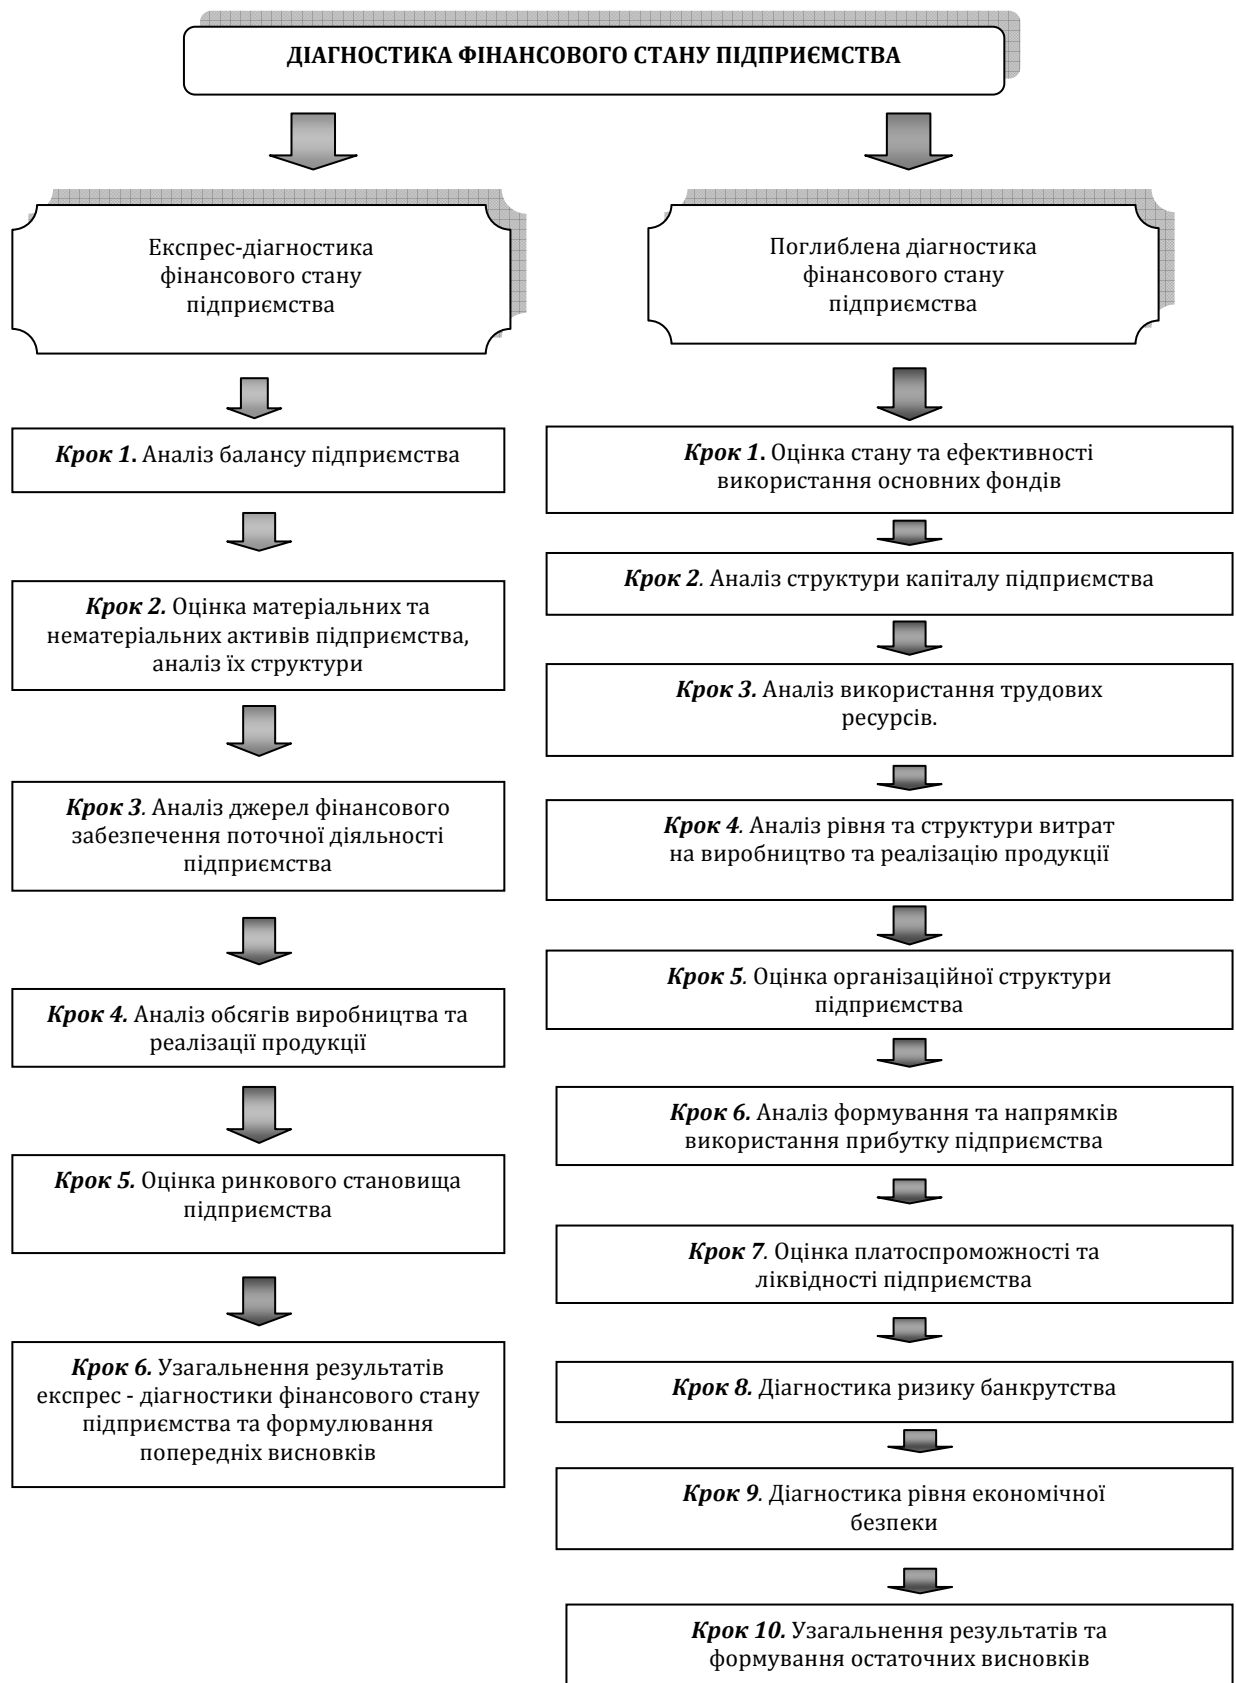 ДІАГНОСТИКА ФІНАНСОВОГО СТАНУ ПІДПРИЄМСТВА
Експрес-діагностика
фінансового стану
підприємства
Крок 1. Аналіз балансу підприємства
Крок 2. Оцінка матеріальних та
нематеріальних активів підприємства,
аналіз їх структури
Крок 3. Аналіз джерел фінансового
забезпечення поточної діяльності
підприємства
Крок 4. Аналіз обсягів виробництва та
реалізації продукції
Крок 5. Оцінка ринкового становища
підприємства
Крок 6. Узагальнення результатів
експрес - діагностики фінансового стану
підприємства та формулювання
попередніх висновків
Поглиблена діагностика
фінансового стану
підприємства
Крок 1. Оцінка стану та ефективності
використання основних фондів
Крок 2. Аналіз структури капіталу підприємства
Крок 3. Аналіз використання трудових
ресурсів.
Крок 4. Аналіз рівня та структури витрат
на виробництво та реалізацію продукції
Крок 5. Оцінка організаційної структури
підприємства
Крок 6. Аналіз формування та напрямків
використання прибутку підприємства
Крок 7. Оцінка платоспроможності та
ліквідності підприємства
Крок 8. Діагностика ризику банкрутства
Крок 9. Діагностика рівня економічної
безпеки
Крок 10. Узагальнення результатів та
формування остаточних висновків